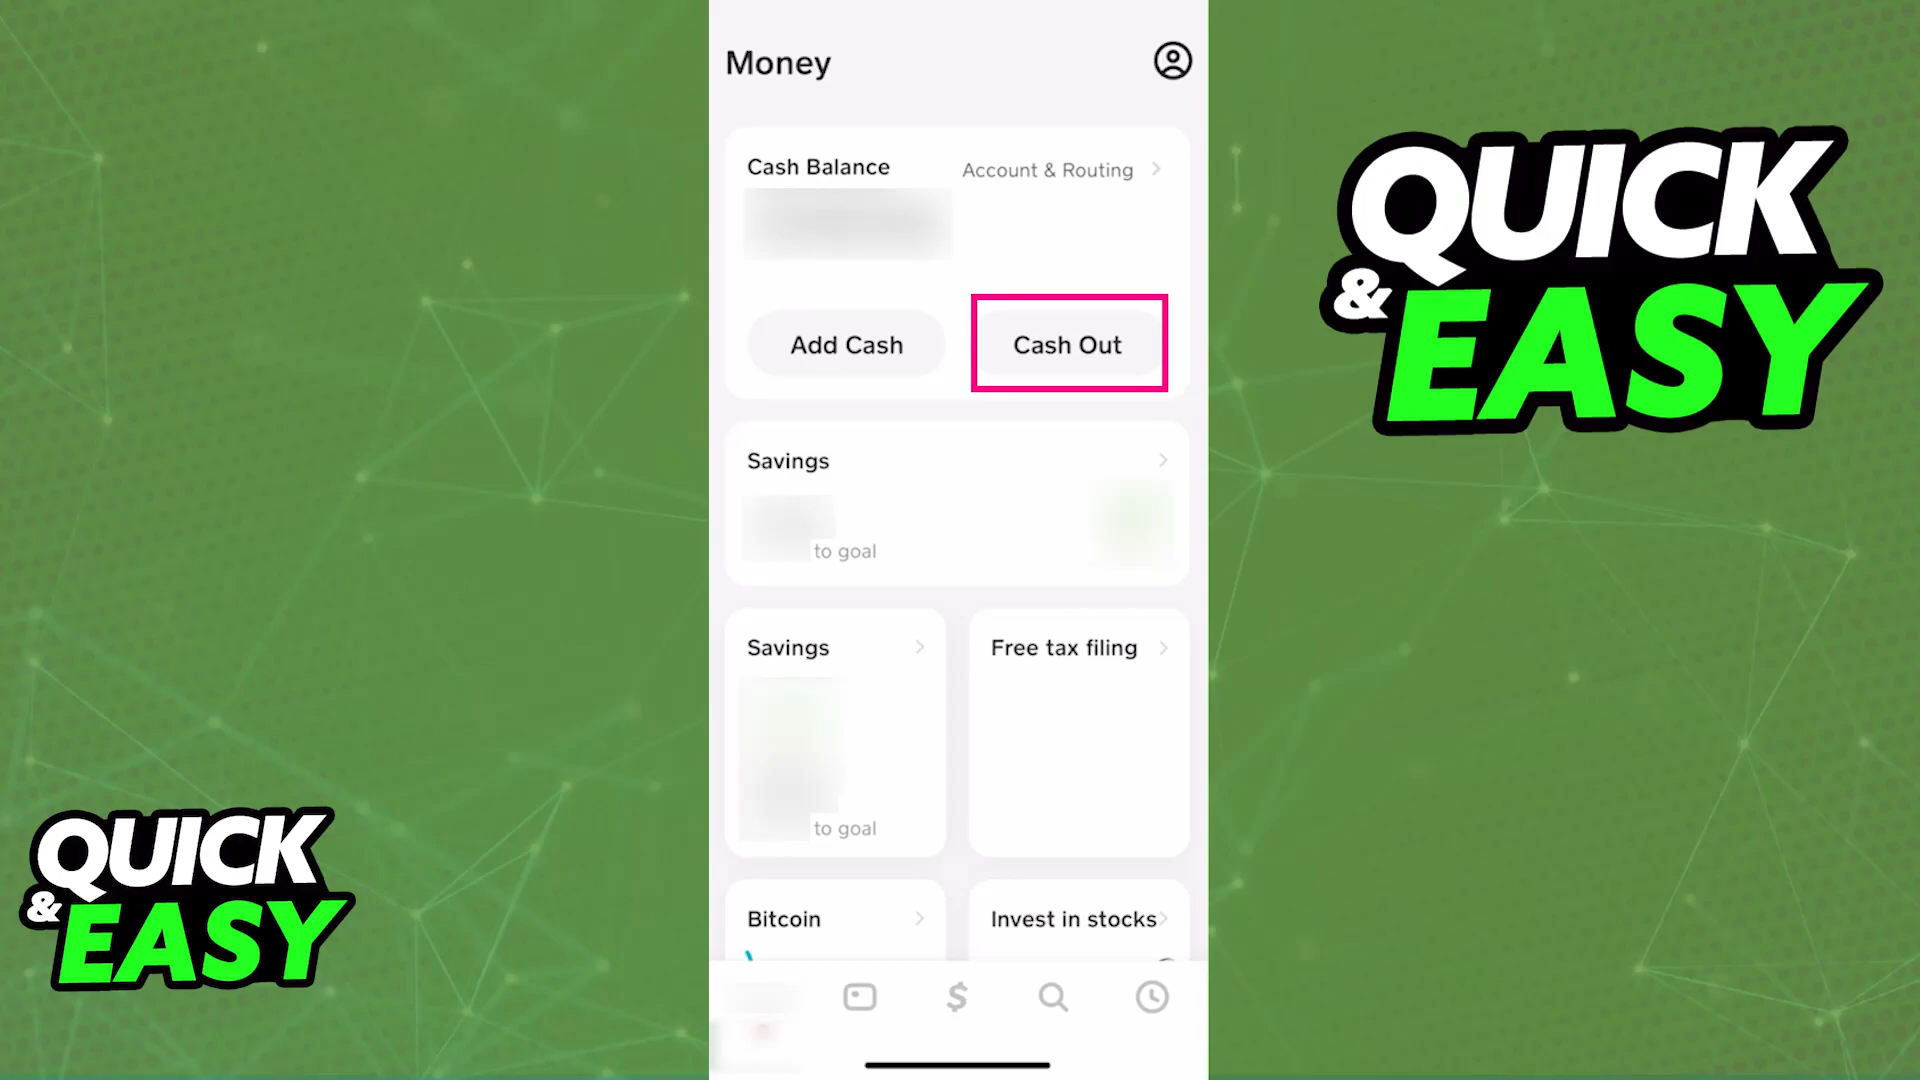 Money
Cash Balance
Account & Routing
Add Cash
Cash Out
Savings
to goal
Savings
Free tax filing
to goal
Bitcoin
Invest in stocks
QUICK
& EASY
QUICK
& EASY